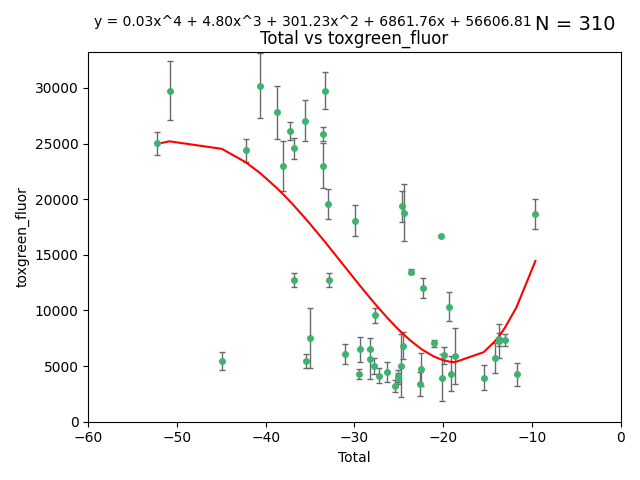 y = 0.03x^4 + 4.80x^3 + 301.23x^2 + 6861.76x + 56606.81
N = 310
Total vs toxgreen_fluor
30000
25000
20000
15000
10000
5000
0
toxgreen_fluor
−60
−50
−40
−30
−20
−10
0
Total